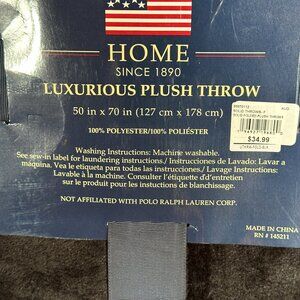 HOME
SINCE 1890
LUXURIOUS PLUSH THROW
50 in x 70 in (127 cm x 178 cm)
100% POLYESTER/100% POLIÉSTER
$34.99
Washing Instructions: Machine washable.
See sew-in label for laundering instructions./ Instrucciones de Lavado: Lavar a
máquina. Vea le etiqueta para todas las instrucciones./ Lavage Instructions:
Lavable à la machine. Consulter l'étiquette d'd'entretien
sur le produit pour les instuctions de blanchissage.
NOT AFFILIATED WITH POLO RALPH LAUREN CORP.
MADE IN CHINA
RN # 145211